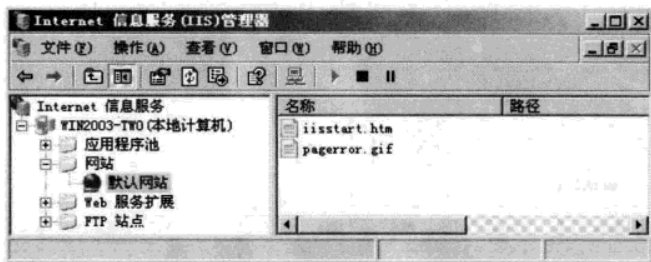 Internet 信息服务(IIS)管理器
文件(F) 操作(A) 查看(V) 窗口(W) 帮助(H)
Internet 信息服务
WIN2003-TWO(本地计算机)
应用程序池
网站
默认网站
Web 服务扩展
FTP 站点
名称 路径
iisstart.htm
pagerror.gif